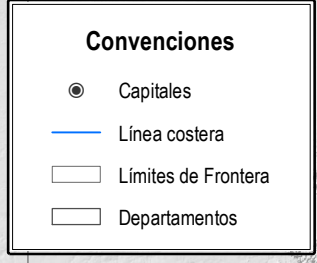 Convenciones
Capitales
Línea costera
Límites de Frontera
Departamentos